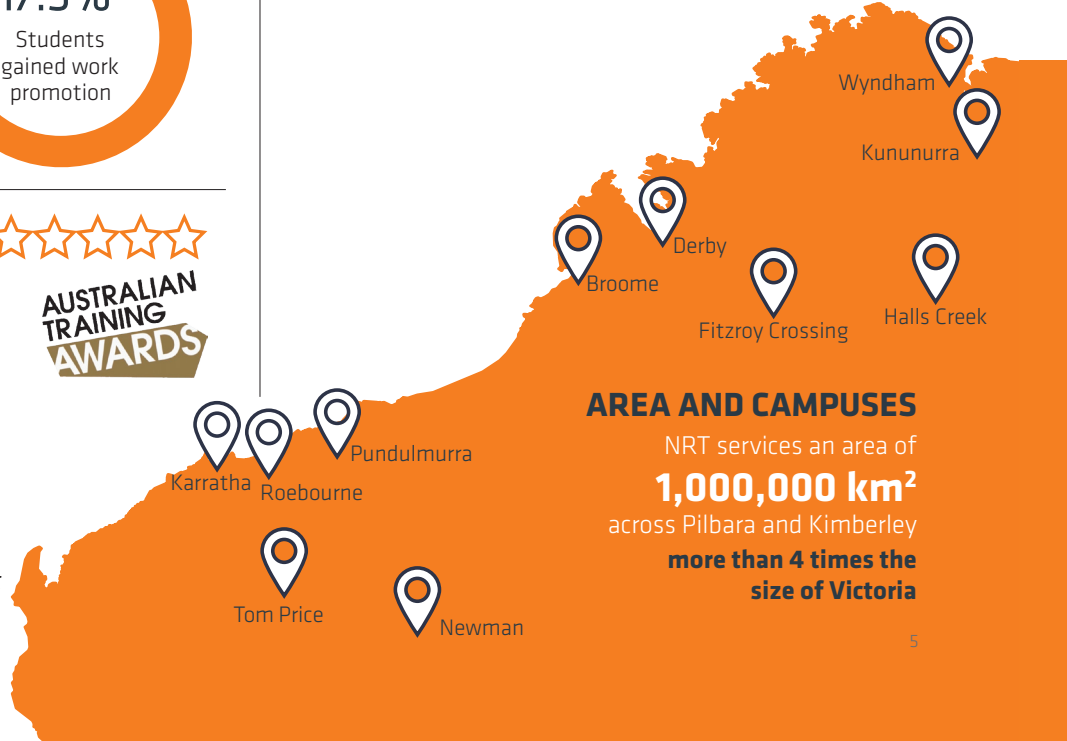 Students
gained work
promotion
AUSTRALIAN
TRAINING
AWARDS
Wyndham
Kununurra
Derby
Broome
Fitzroy Crossing
Halls Creek
Pundulmurra
Karratha
Roebourne
Tom Price
Newman
AREA AND CAMPUSES
NRT services an area of
1,000,000 km²
across Pilbara and Kimberley
more than 4 times the
size of Victoria
5